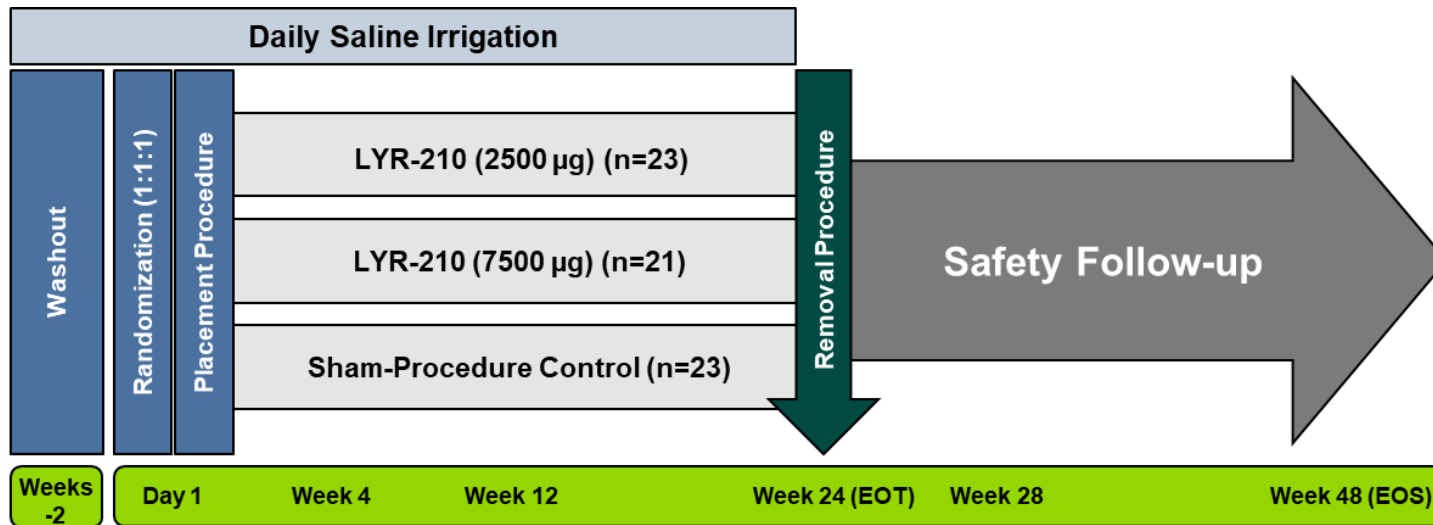 Daily Saline Irrigation
Washout
Randomization (1:1:1)
Placement Procedure
LYR-210 (2500 µg) (n=23)
LYR-210 (7500 µg) (n=21)
Sham-Procedure Control (n=23)
Removal Procedure
Safety Follow-up
Weeks
-2
Day 1
Week 4
Week 12
Week 24 (EOT)
Week 28
Week 48 (EOS)